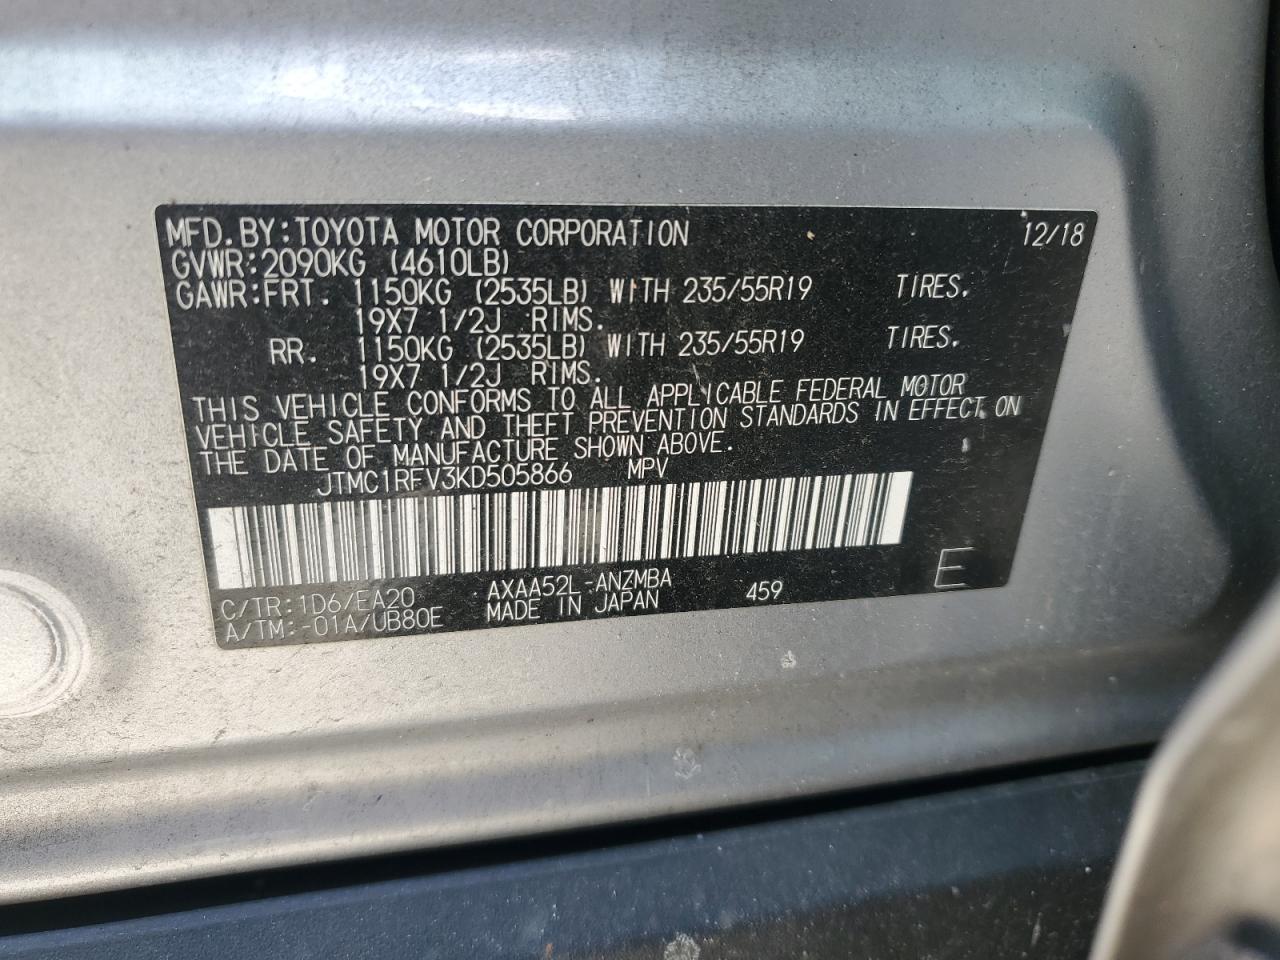 MFD.BY:TOYOTA MOTOR CORPORATION 12/18
GVWR:2090KG (4610LB)
GAWR:FRT. 1150KG (2535LB) WITH 235/55R19 TIRES.
19X7 1/2J RIMS.
RR. 1150KG (2535LB) WITH 235/55R19 TIRES.
19X7 1/2J RIMS.
THIS VEHICLE CONFORMS TO ALL APPLICABLE FEDERAL MOTOR
VEHICLE SAFETY AND THEFT PREVENTION STANDARDS IN EFFECT ON
THE DATE OF MANUFACTURE SHOWN ABOVE.
JTMC1RFV3KD505866 MPV
C/TR:1D6/EA20 AXAA52L-ANZMBA 459 E
A/TM:-01A/UB80E MADE IN JAPAN